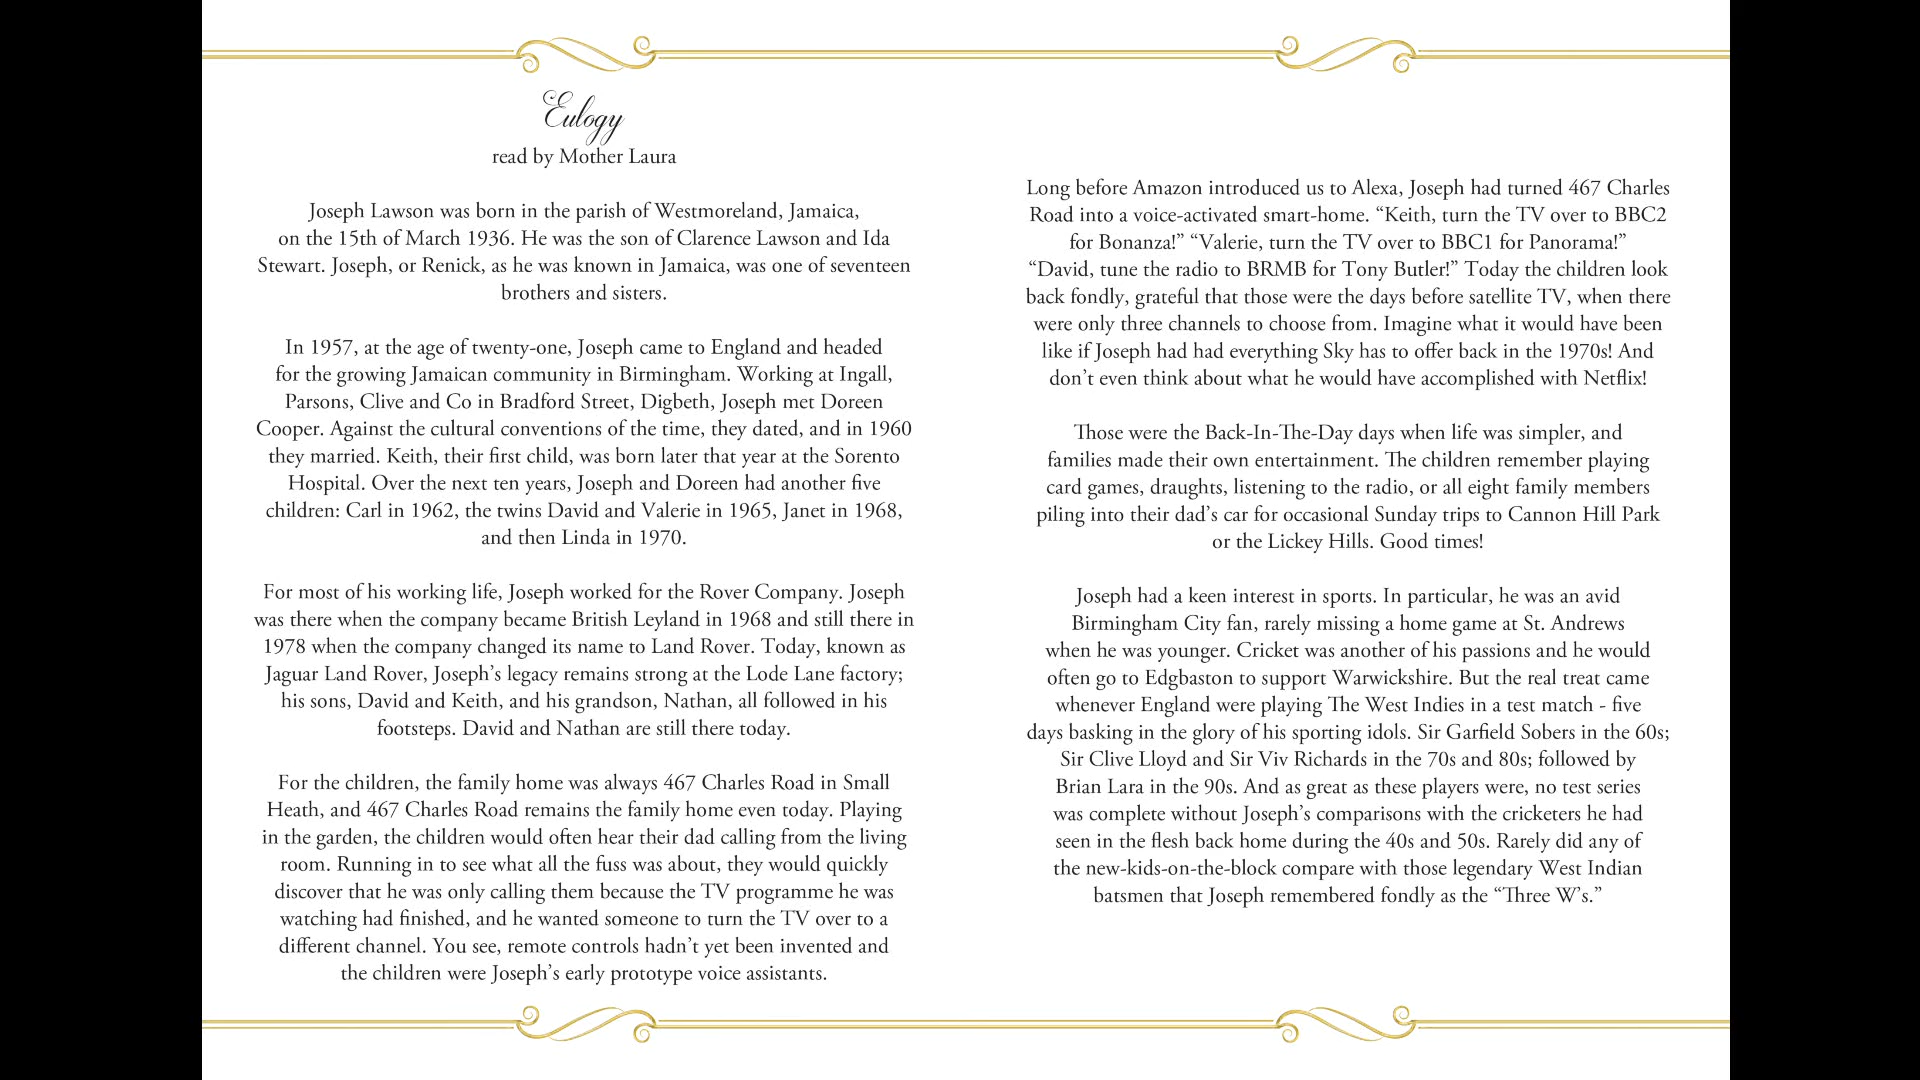 Eulogy
read by Mother Laura
Joseph Lawson was born in the parish of Westmoreland, Jamaica,
on the 15th of March 1936. He was the son of Clarence Lawson and Ida
Stewart. Joseph, or Renick, as he was known in Jamaica, was one of seventeen
brothers and sisters.
In 1957, at the age of twenty-one, Joseph came to England and headed
for the growing Jamaican community in Birmingham. Working at Ingall,
Parsons, Clive and Co in Bradford Street, Digbeth, Joseph met Doreen
Cooper. Against the cultural conventions of the time, they dated, and in 1960
they married. Keith, their first child, was born later that year at the Sorento
Hospital. Over the next ten years, Joseph and Doreen had another five
children: Carl in 1962, the twins David and Valerie in 1965, Janet in 1968,
and then Linda in 1970.
For most of his working life, Joseph worked for the Rover Company. Joseph
was there when the company became British Leyland in 1968 and still there in
1978 when the company changed its name to Land Rover. Today, known as
Jaguar Land Rover, Joseph’s legacy remains strong at the Lode Lane factory;
his sons, David and Keith, and his grandson, Nathan, all followed in his
footsteps. David and Nathan are still there today.
For the children, the family home was always 467 Charles Road in Small
Heath, and 467 Charles Road remains the family home even today. Playing
in the garden, the children would often hear their dad calling from the living
room. Running in to see what all the fuss was about, they would quickly
discover that he was only calling them because the TV programme he was
watching had finished, and he wanted someone to turn the TV over to a
different channel. You see, remote controls hadn’t yet been invented and
the children were Joseph’s early prototype voice assistants.
Long before Amazon introduced us to Alexa, Joseph had turned 467 Charles
Road into a voice-activated smart-home. “Keith, turn the TV over to BBC2
for Bonanza!” “Valerie, turn the TV over to BBC1 for Panorama!”
“David, tune the radio to BRMB for Tony Butler!” Today the children look
back fondly, grateful that those were the days before satellite TV, when there
were only three channels to choose from. Imagine what it would have been
like if Joseph had had everything Sky has to offer back in the 1970s! And
don’t even think about what he would have accomplished with Netflix!
Those were the Back-In-The-Day days when life was simpler, and
families made their own entertainment. The children remember playing
card games, draughts, listening to the radio, or all eight family members
piling into their dad’s car for occasional Sunday trips to Cannon Hill Park
or the Lickey Hills. Good times!
Joseph had a keen interest in sports. In particular, he was an avid
Birmingham City fan, rarely missing a home game at St. Andrews
when he was younger. Cricket was another of his passions and he would
often go to Edgbaston to support Warwickshire. But the real treat came
whenever England were playing The West Indies in a test match - five
days basking in the glory of his sporting idols. Sir Garfield Sobers in the 60s;
Sir Clive Lloyd and Sir Viv Richards in the 70s and 80s; followed by
Brian Lara in the 90s. And as great as these players were, no test series
was complete without Joseph’s comparisons with the cricketers he had
seen in the flesh back home during the 40s and 50s. Rarely did any of
the new-kids-on-the-block compare with those legendary West Indian
batsmen that Joseph remembered fondly as the “Three W’s.”